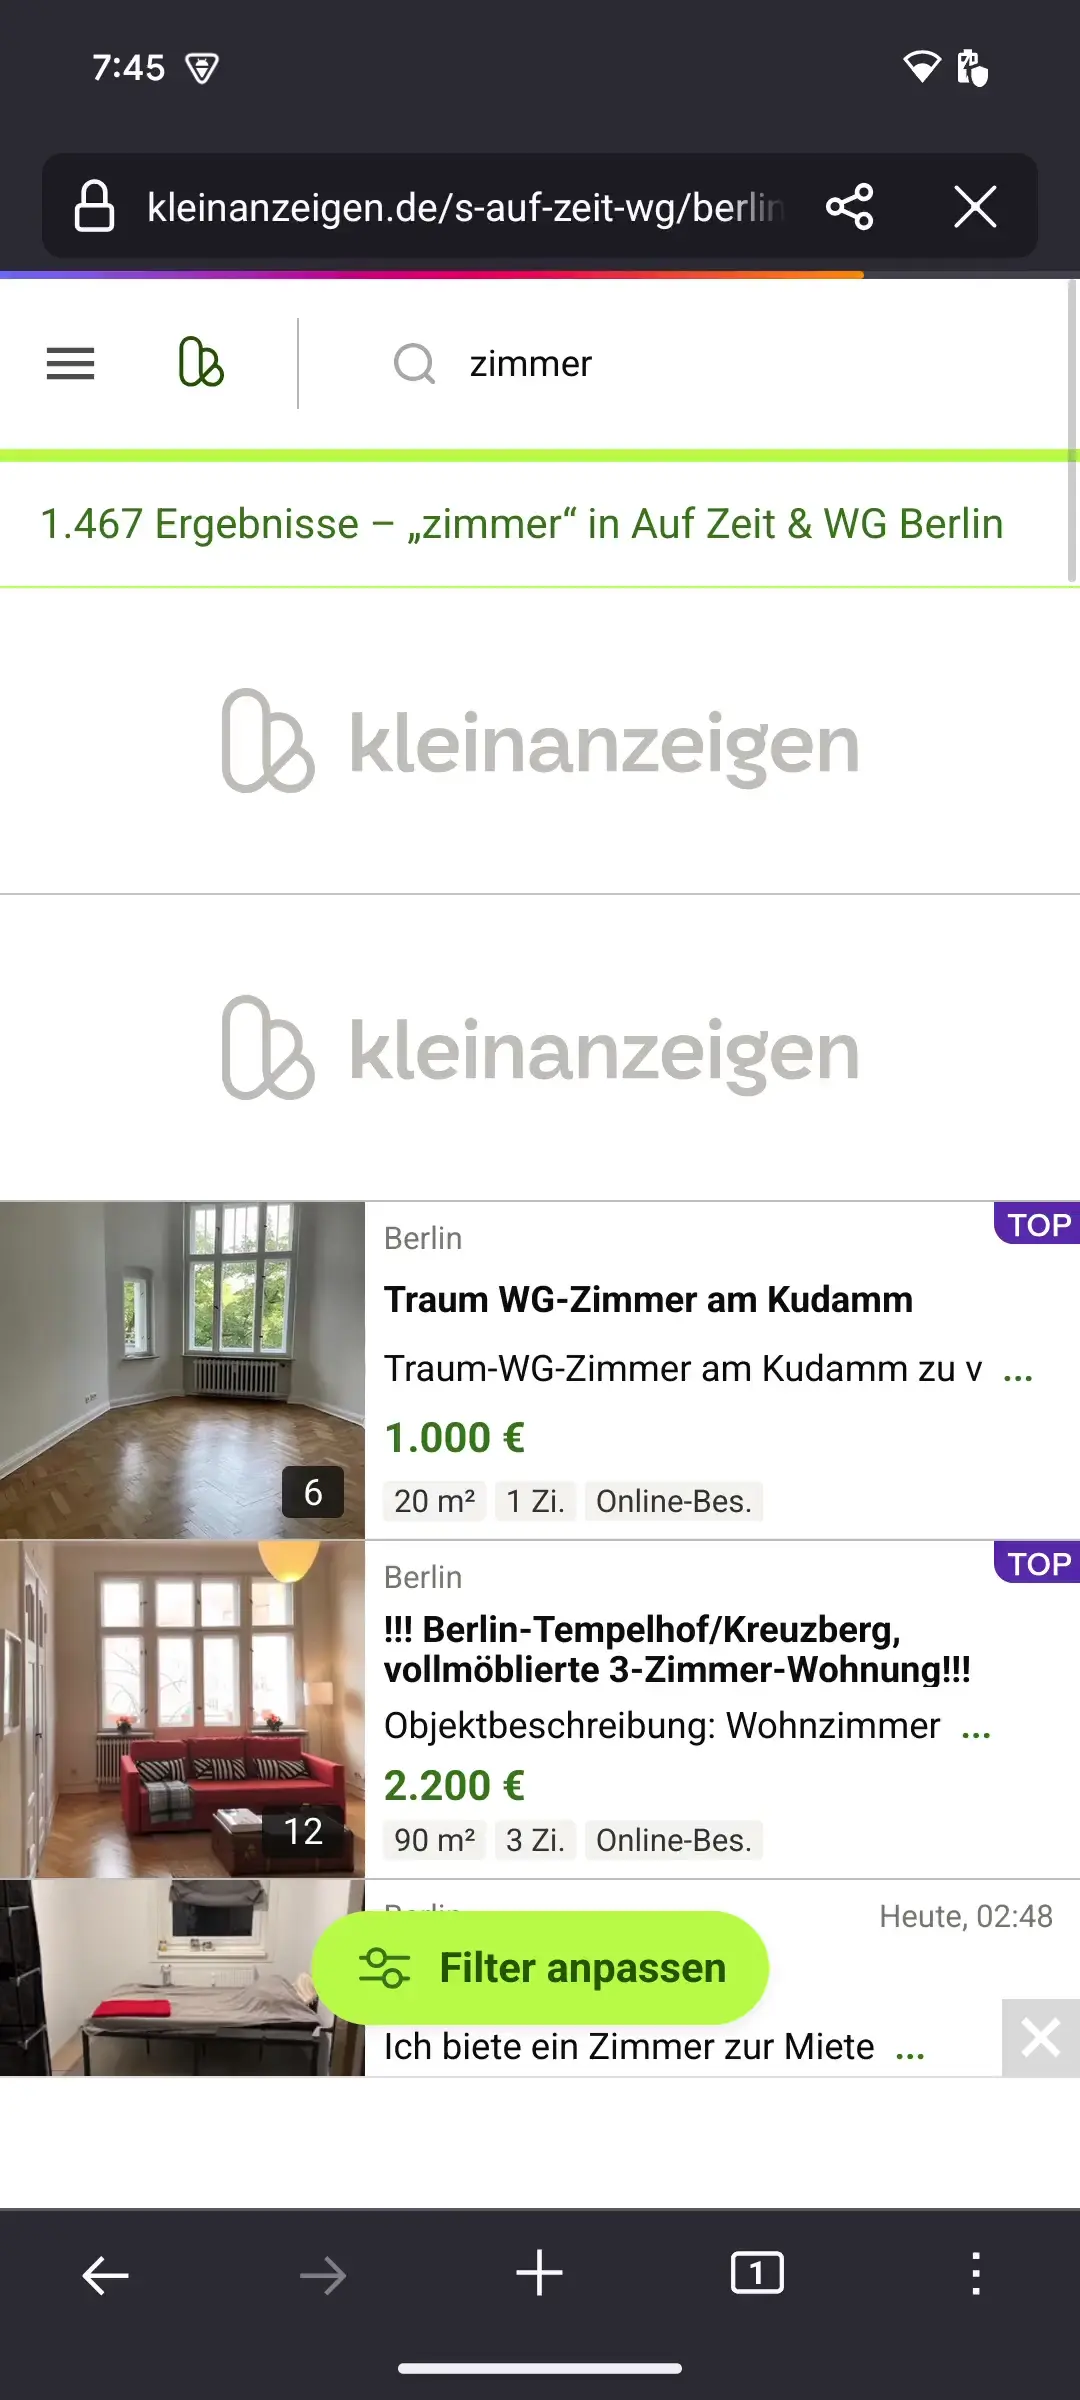 7:45
kleinanzeigen.de/s-auf-zeit-wg/berlin
zimmer
1.467 Ergebnisse – „zimmer“ in Auf Zeit & WG Berlin
kleinanzeigen
kleinanzeigen
Berlin
TOP
Traum WG-Zimmer am Kudamm
Traum-WG-Zimmer am Kudamm zu v ...
1.000 €
6
20 m² 1 Zi. Online-Bes.
Berlin
TOP
!!! Berlin-Tempelhof/Kreuzberg,
vollmöblierte 3-Zimmer-Wohnung!!!
Objektbeschreibung: Wohnzimmer ...
2.200 €
12
90 m² 3 Zi. Online-Bes.
Heute, 02:48
Filter anpassen
Ich biete ein Zimmer zur Miete ...
1